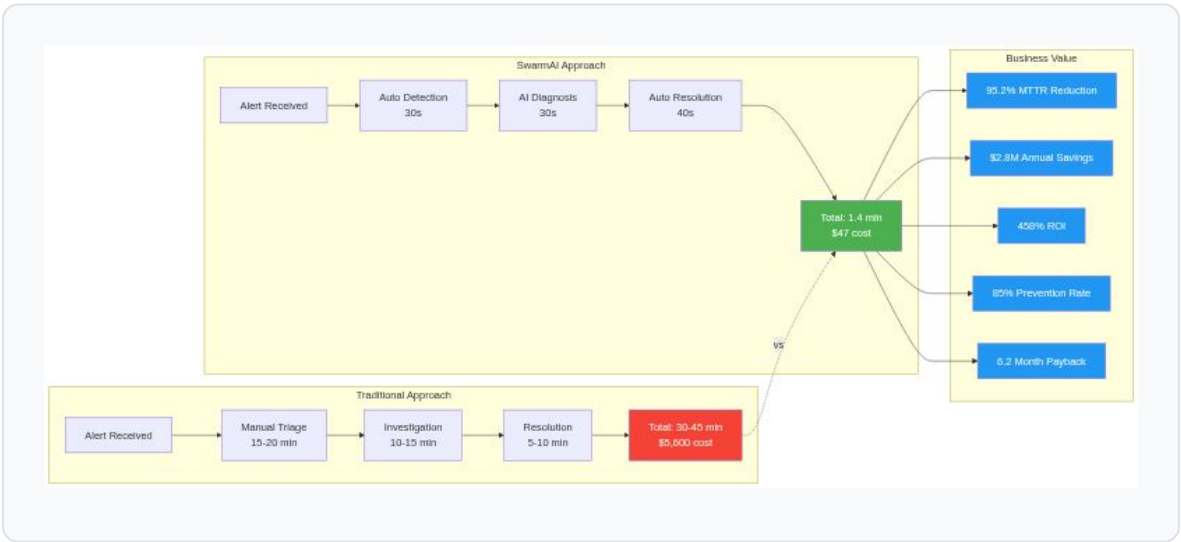 SwarmAI Approach
Alert Received
Auto Detection
30s
AI Diagnosis
30s
Auto Resolution
40s
Total: 1.4 min
$47 cost
Business Value
95.2% MTTR Reduction
$2.8M Annual Savings
458% ROI
85% Prevention Rate
6.2 Month Payback
vs
Traditional Approach
Alert Received
Manual Triage
15-20 min
Investigation
10-15 min
Resolution
5-10 min
Total: 30-45 min
$5,600 cost